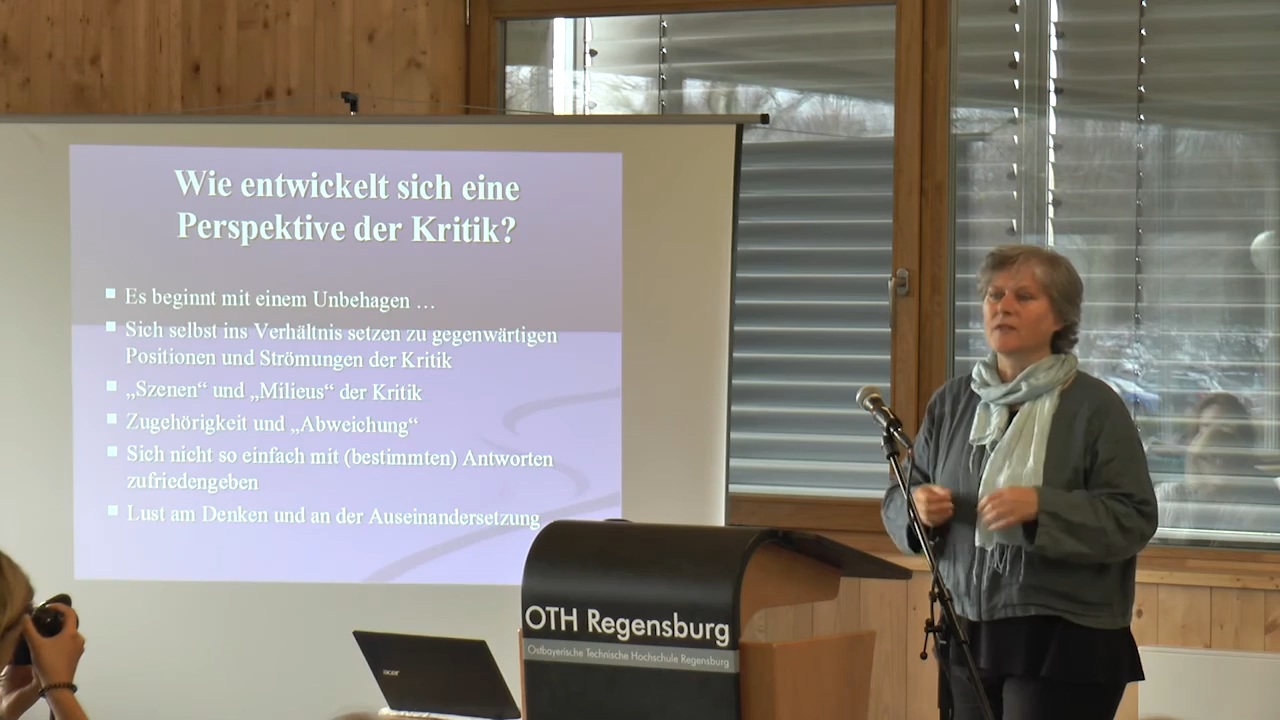 Wie entwickelt sich eine
Perspektive der Kritik?
Es beginnt mit einem Unbehagen …
Sich selbst ins Verhältnis setzen zu gegenwärtigen
Positionen und Strömungen der Kritik
„Szenen“ und „Milieus“ der Kritik
Zugehörigkeit und „Abweichung“
Sich nicht so einfach mit (bestimmten) Antworten
zufriedengeben
Lust am Denken und an der Auseinandersetzung
OTH Regensburg
Ostbayerische Technische Hochschule Regensburg
acer